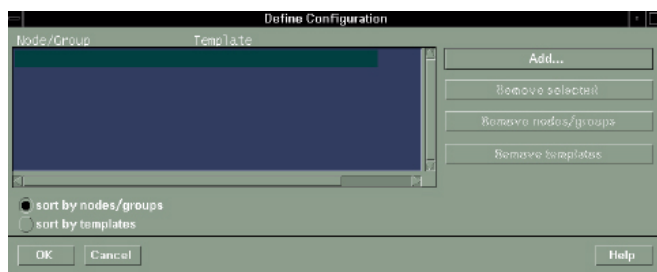 Define Configuration
Node/Group Template
Add...
Remove selected
Remove nodes/groups
Remove templates
sort by nodes/groups
sort by templates
OK Cancel Help